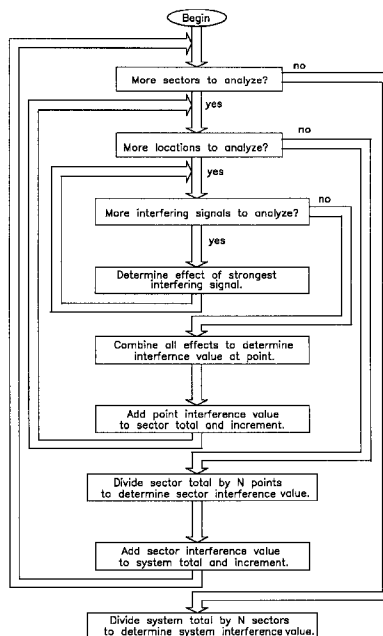 Begin
More sectors to analyze?
no
yes
More locations to analyze?
no
yes
More interfering signals to analyze?
no
yes
Determine effect of strongest
interfering signal.
Combine all effects to determine
interfernce value at point.
Add point interference value
to sector total and increment.
Divide sector total by N points
to determine sector interference value.
Add sector interference value
to system total and increment.
Divide system total by N sectors
to determine system interference value.